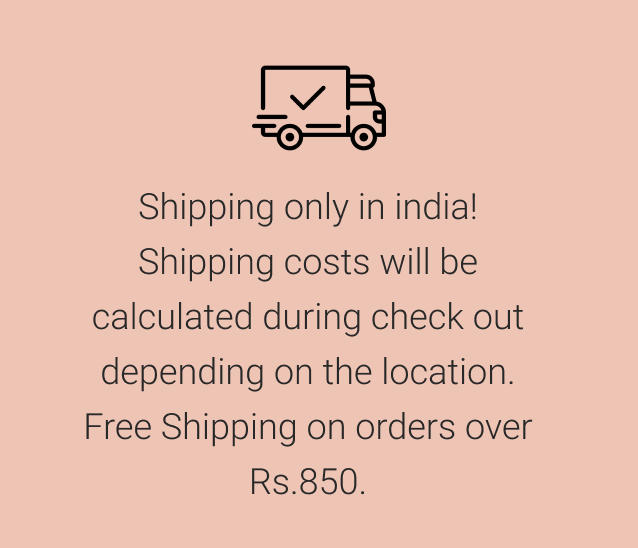 Shipping only in india!
Shipping costs will be
calculated during check out
depending on the location.
Free Shipping on orders over
Rs.850.